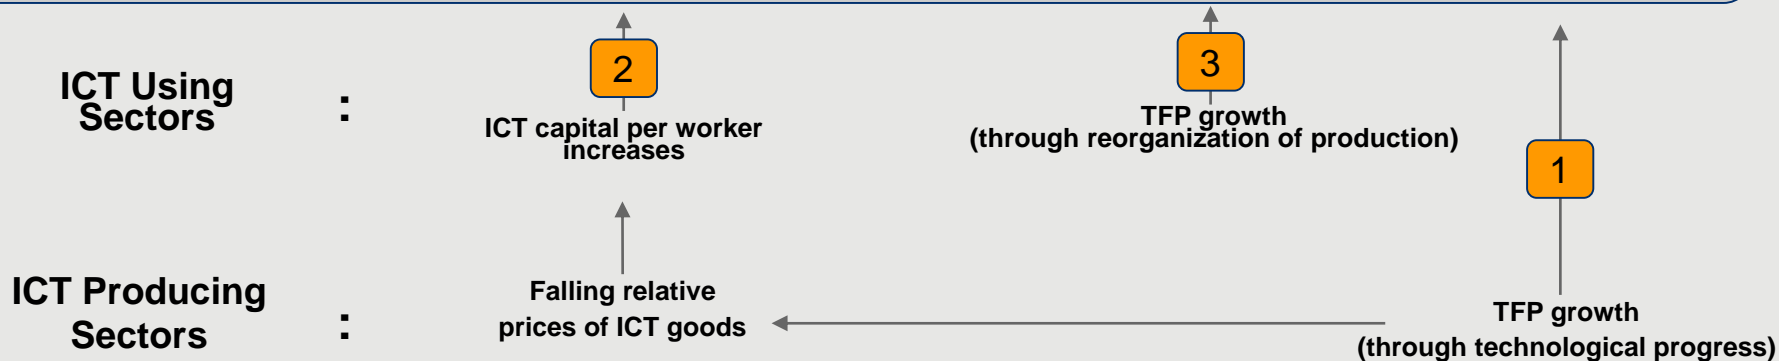 2
3
ICT Using
Sectors
:
ICT capital per worker
increases
TFP growth
(through reorganization of production)
1
ICT Producing
Sectors
:
Falling relative
prices of ICT goods
TFP growth
(through technological progress)